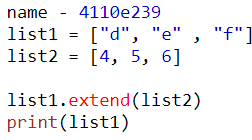 name - 4110e239
list1 = ["d", "e" , "f"]
list2 = [4, 5, 6]
list1.extend(list2)
print(list1)